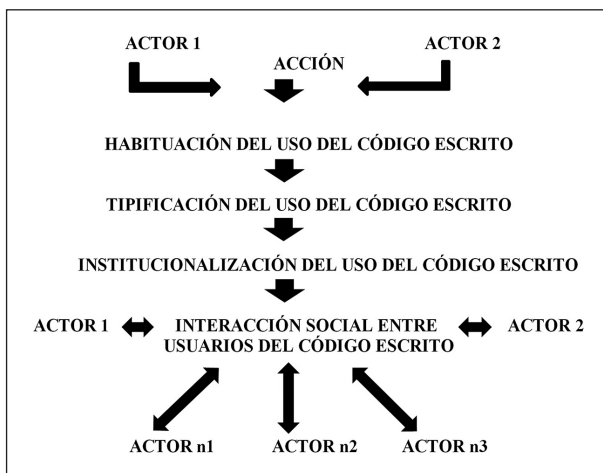 ACTOR 1
ACTOR 2
ACCIÓN
HABITUACIÓN DEL USO DEL CÓDIGO ESCRITO
TIPIFICACIÓN DEL USO DEL CÓDIGO ESCRITO
INSTITUCIONALIZACIÓN DEL USO DEL CÓDIGO ESCRITO
ACTOR 1
INTERACCIÓN SOCIAL ENTRE
USUARIOS DEL CÓDIGO ESCRITO
ACTOR 2
ACTOR n1
ACTOR n2
ACTOR n3